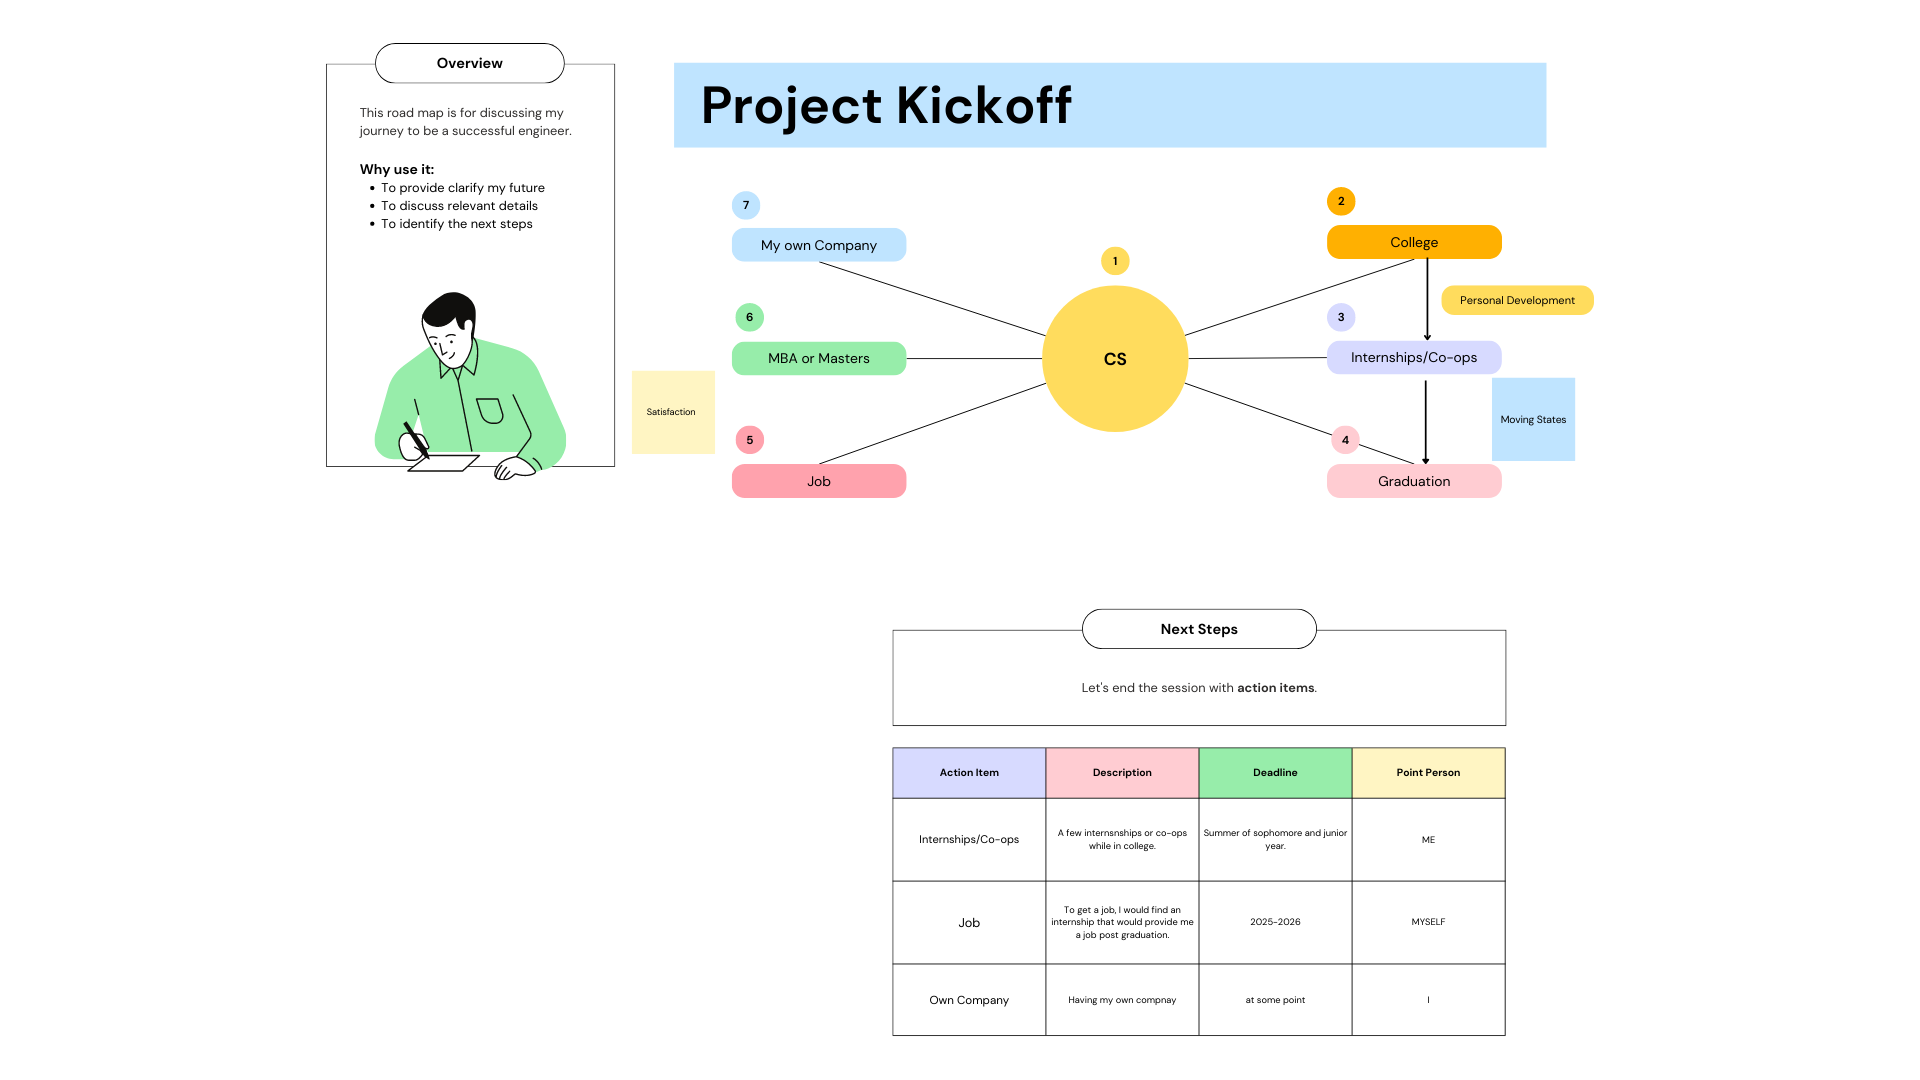 Overview
This road map is for discussing my
journey to be a successful engineer.
Why use it:
• To provide clarify my future
• To discuss relevant details
• To identify the next steps
Project Kickoff
7
My own Company
6
MBA or Masters
Satisfaction
5
Job
1
CS
2
College
Personal Development
3
Internships/Co-ops
Moving States
4
Graduation
Next Steps
Let's end the session with action items.
Action Item
Description
Deadline
Point Person
Internships/Co-ops
A few internsnships or co-ops
while in college.
Summer of sophomore and junior
year.
ME
Job
To get a job, I would find an
internship that would provide me
a job post graduation.
2025-2026
MYSELF
Own Company
Having my own compnay
at some point
I